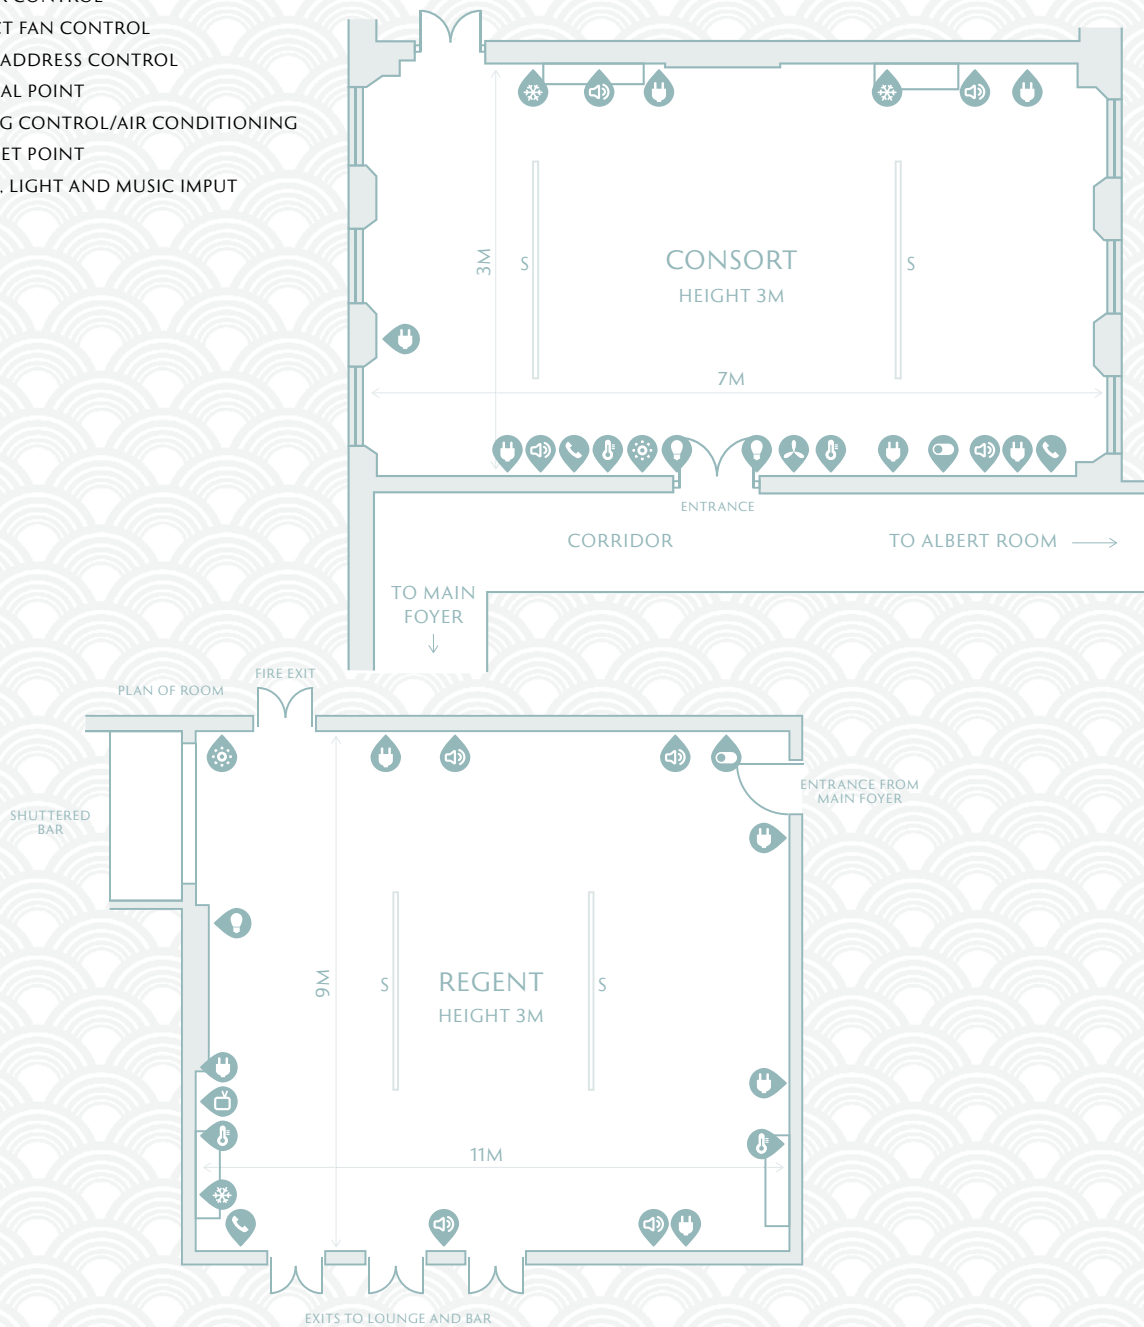 CT FAN CONTROL
ADDRESS CONTROL
AL POINT
G CONTROL/AIR CONDITIONING
ET POINT
, LIGHT AND MUSIC IMPUT
3M
S
CONSORT
HEIGHT 3M
S
7M
ENTRANCE
CORRIDOR
TO ALBERT ROOM
TO MAIN
FOYER
FIRE EXIT
PLAN OF ROOM
SHUTTERED
BAR
ENTRANCE FROM
MAIN FOYER
9M
S
REGENT
HEIGHT 3M
S
11M
EXITS TO LOUNGE AND BAR